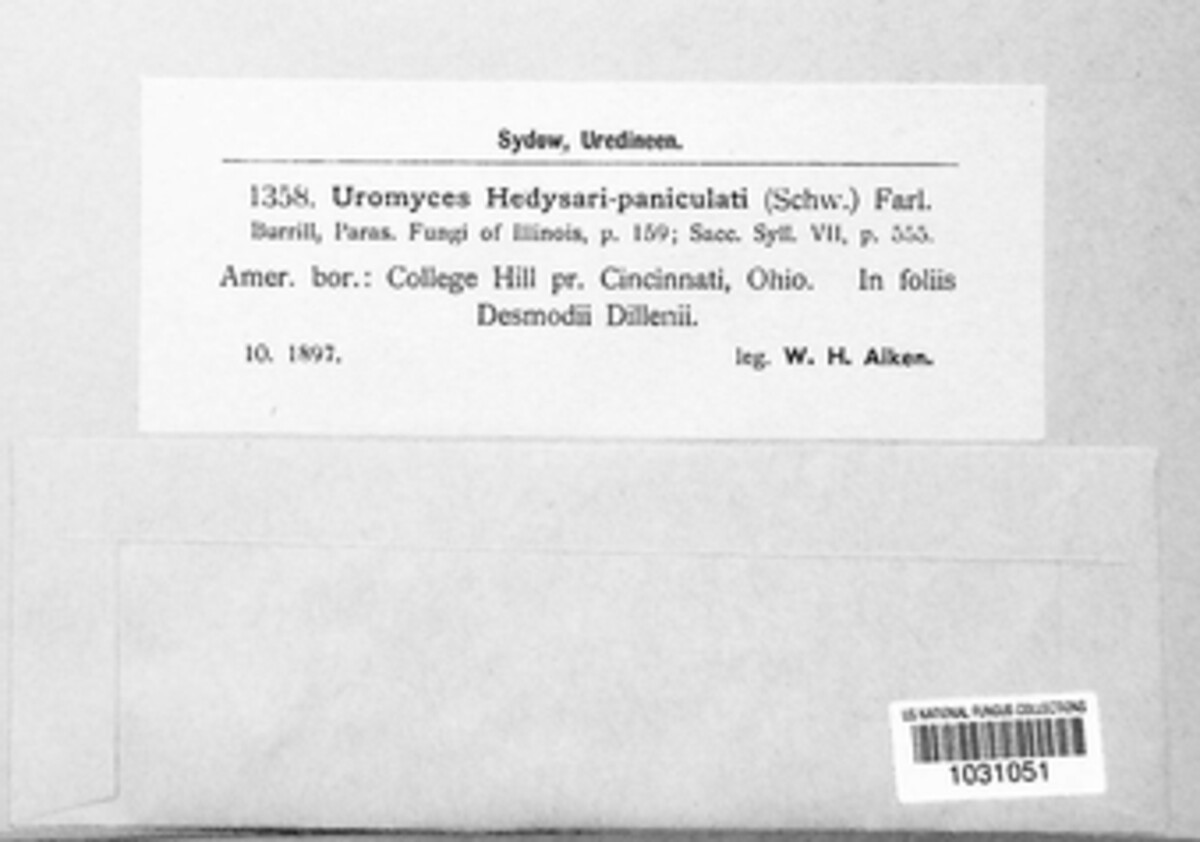 Sydow, Uredineen.
1358. Uromyces Hedysari-paniculati (Schw.) Farl.
Burrill, Paras. Fungi of Illinois, p. 159; Sacc. Syll. VII, p. 555.
Amer. bor.: College Hill pr. Cincinnati, Ohio. In foliis
Desmodii Dillenii.
10. 1897. leg. W. H. Aiken.
US NATIONAL FUNGUS COLLECTIONS
1031051